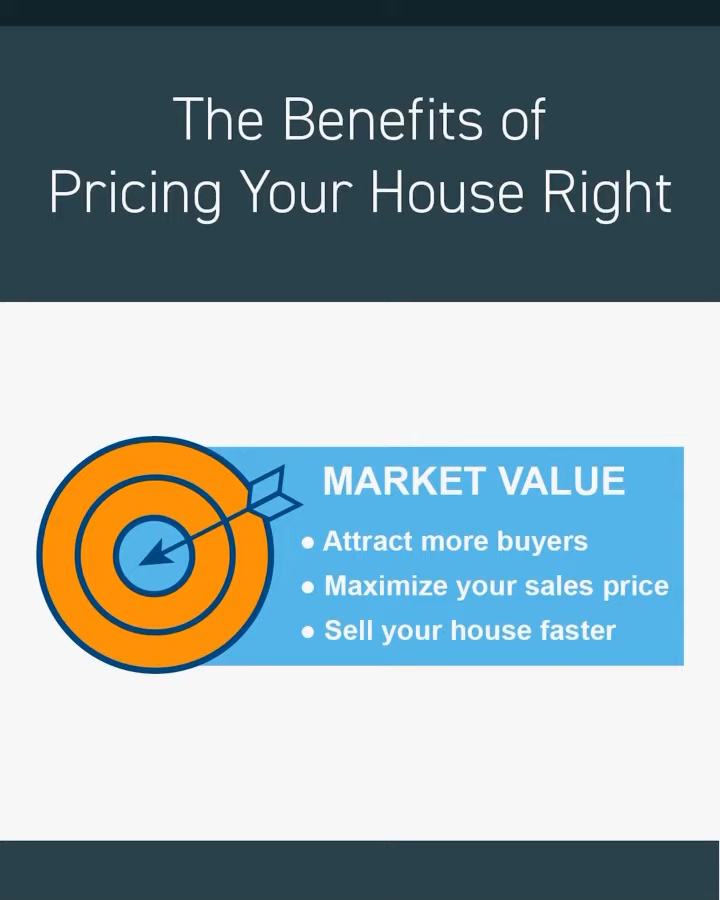 The Benefits of
Pricing Your House Right
MARKET VALUE
● Attract more buyers
● Maximize your sales price
● Sell your house faster